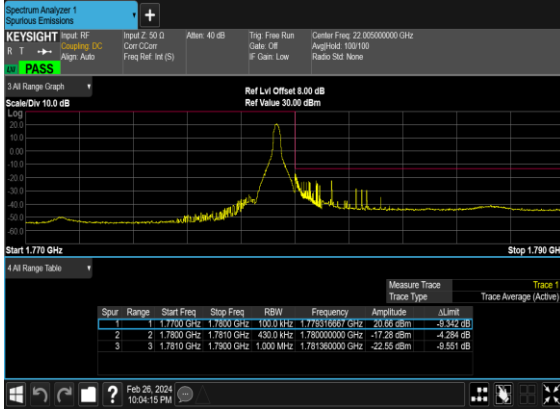 Spectrum Analyzer 1
Spurious Emissions
KEYSIGHT Input: RF Input Z: 50 Ω Atten: 40 dB Trig: Free Run Center Freq: 22.005000000 GHz
R T Coupling: DC Corr CCorr Gate: Off Avg|Hold: 100/100
Align: Auto Freq Ref: Int (S) IF Gain: Low Radio Std: None
PASS
3 All Range Graph Ref Lvl Offset 8.00 dB
Scale/Div 10.0 dB Ref Value 30.00 dBm
Log
20.0
10.0
0.00
-10.0
-20.0
-30.0
-40.0
-50.0
-60.0
Start 1.770 GHz Stop 1.790 GH
4 All Range Table
Measure Trace Trace 1
Trace Type Trace Average (Active)
Spur Range Start Freq Stop Freq RBW Frequency Amplitude ΔLimit
1 1 1.7700 GHz 1.7800 GHz 100.0 kHz 1.779316667 GHz 20.66 dBm -9.342 dB
2 2 1.7800 GHz 1.7810 GHz 430.0 kHz 1.780000000 GHz -17.28 dBm -4.284 dB
3 3 1.7810 GHz 1.7900 GHz 1.000 MHz 1.781360000 GHz -22.55 dBm -9.551 dB
Feb 26, 2024
10:04:15 PM